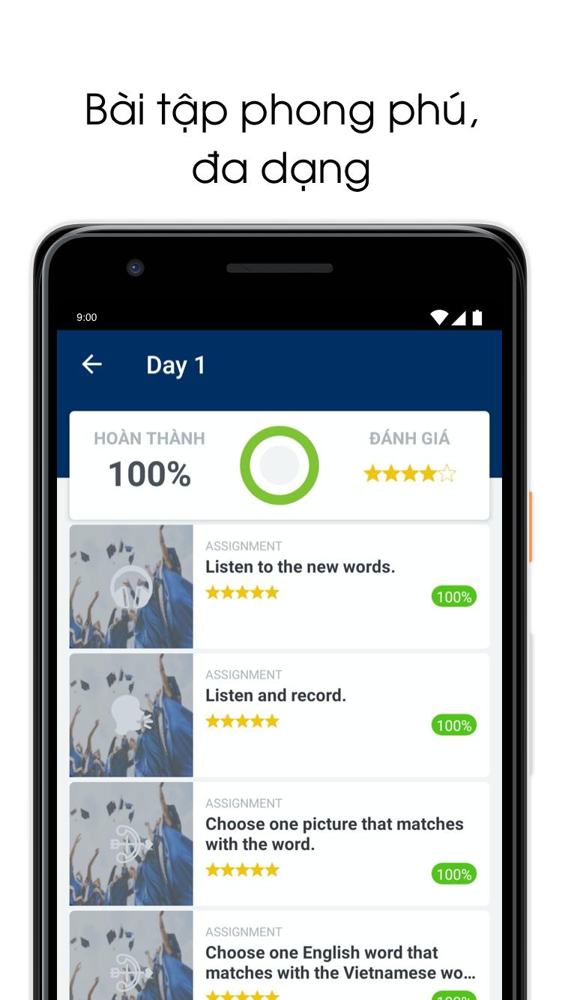 Bài tập phong phú,
đa dạng
9:00
Day 1
HOÀN THÀNH
100%
ĐÁNH GIÁ
ASSIGNMENT
Listen to the new words.
100%
ASSIGNMENT
Listen and record.
100%
ASSIGNMENT
Choose one picture that matches
with the word.
100%
ASSIGNMENT
Choose one English word that
matches with the Vietnamese wo...
100%